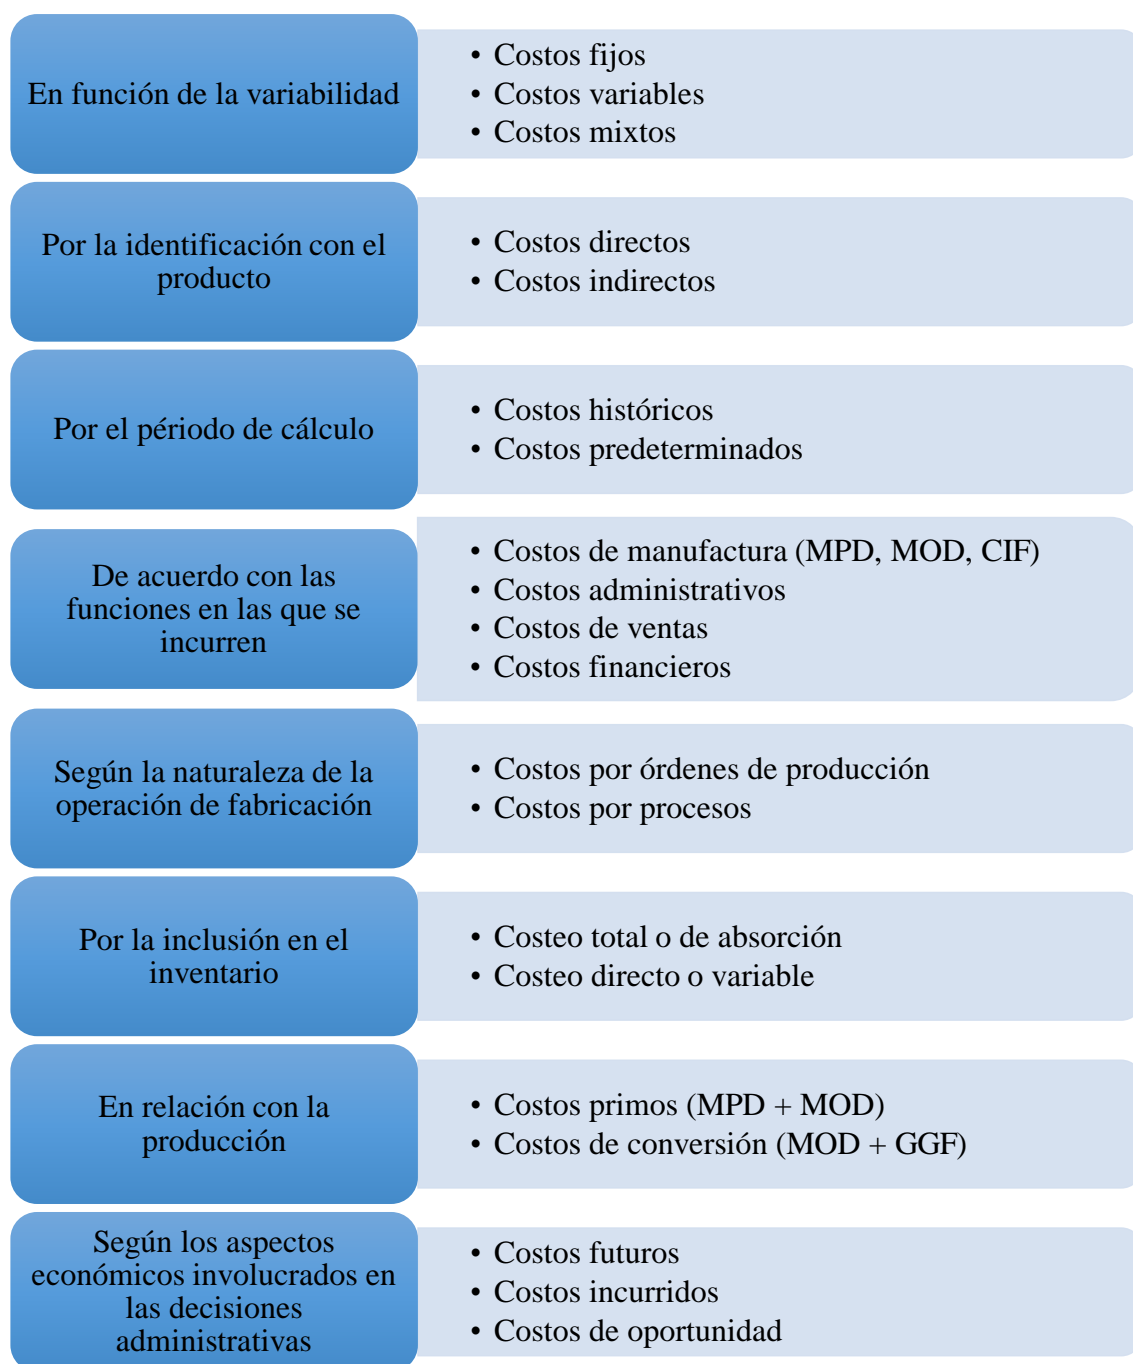 En función de la variabilidad
• Costos fijos
• Costos variables
• Costos mixtos
Por la identificación con el
producto
• Costos directos
• Costos indirectos
Por el périodo de cálculo
• Costos históricos
• Costos predeterminados
De acuerdo con las
funciones en las que se
incurren
• Costos de manufactura (MPD, MOD, CIF)
• Costos administrativos
• Costos de ventas
• Costos financieros
Según la naturaleza de la
operación de fabricación
• Costos por órdenes de producción
• Costos por procesos
Por la inclusión en el
inventario
• Costeo total o de absorción
• Costeo directo o variable
En relación con la
producción
• Costos primos (MPD + MOD)
• Costos de conversión (MOD + GGF)
Según los aspectos
económicos involucrados en
las decisiones
administrativas
• Costos futuros
• Costos incurridos
• Costos de oportunidad